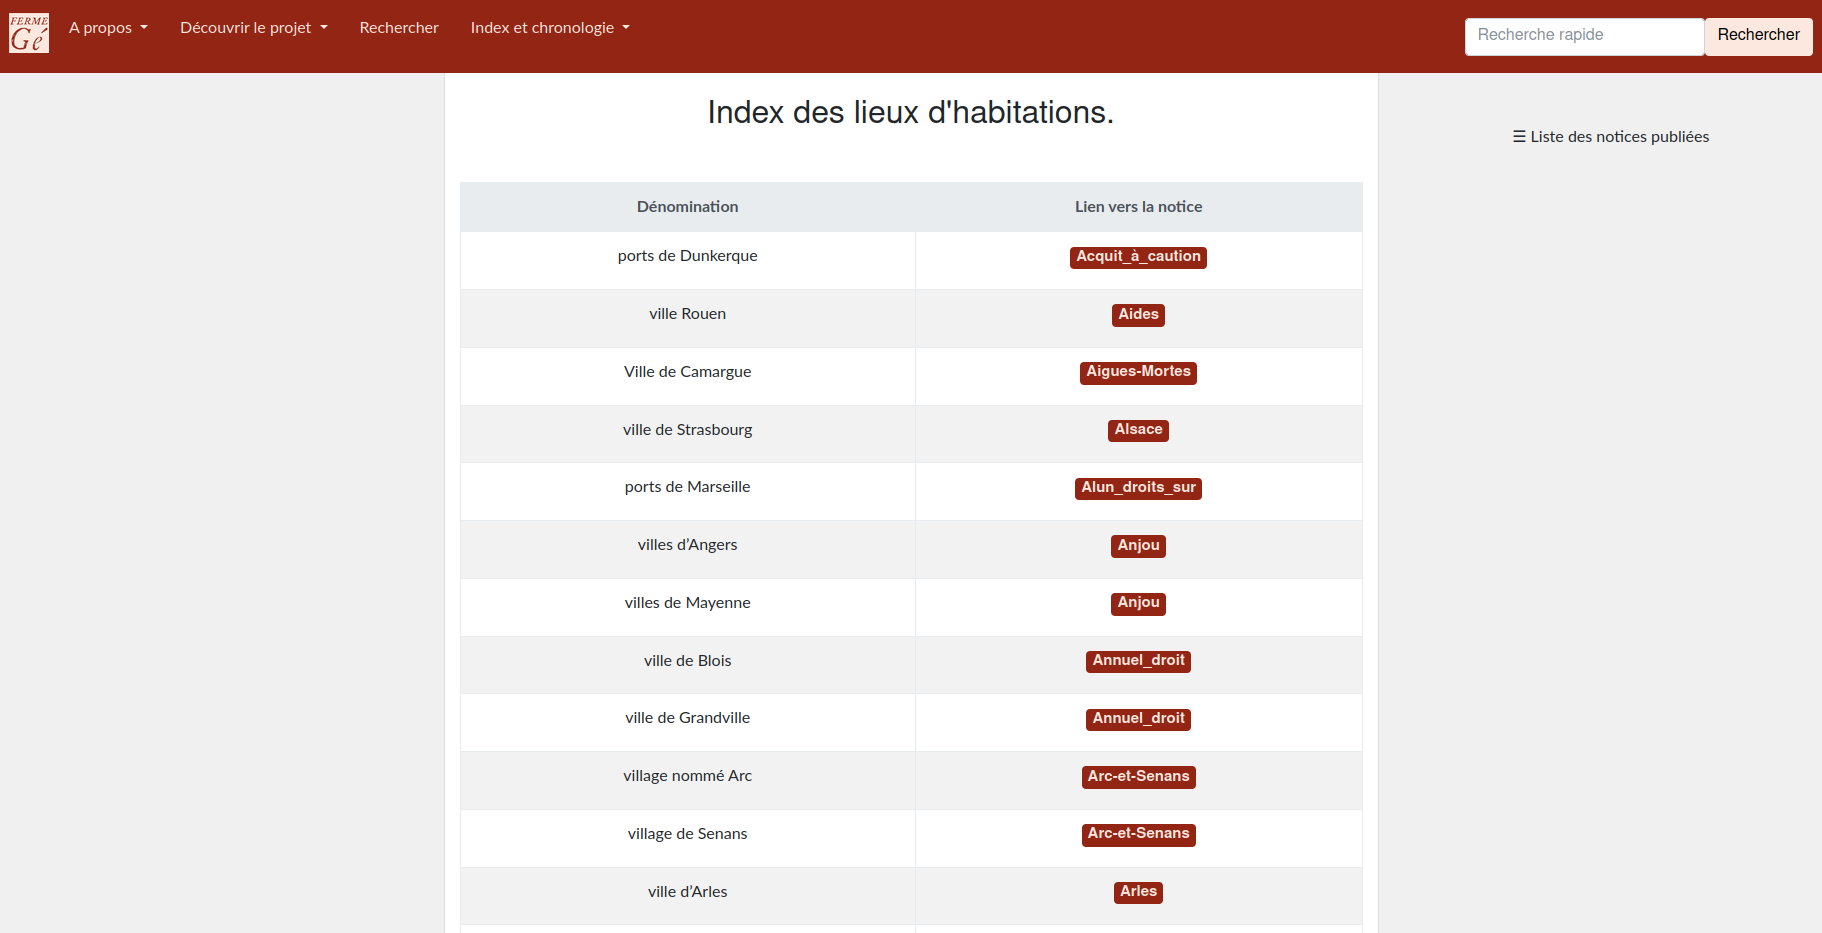 FERME
Gé
A propos
Découvrir le projet
Rechercher
Index et chronologie
Recherche rapide
Rechercher
Index des lieux d'habitations.
☰ Liste des notices publiées
Dénomination Lien vers la notice
ports de Dunkerque Acquit_à_caution
ville Rouen Aides
Ville de Camargue Aigues-Mortes
ville de Strasbourg Alsace
ports de Marseille Alun_droits_sur
villes d’Angers Anjou
villes de Mayenne Anjou
ville de Blois Annuel_droit
ville de Grandville Annuel_droit
village nommé Arc Arc-et-Senans
village de Senans Arc-et-Senans
ville d’Arles Arles